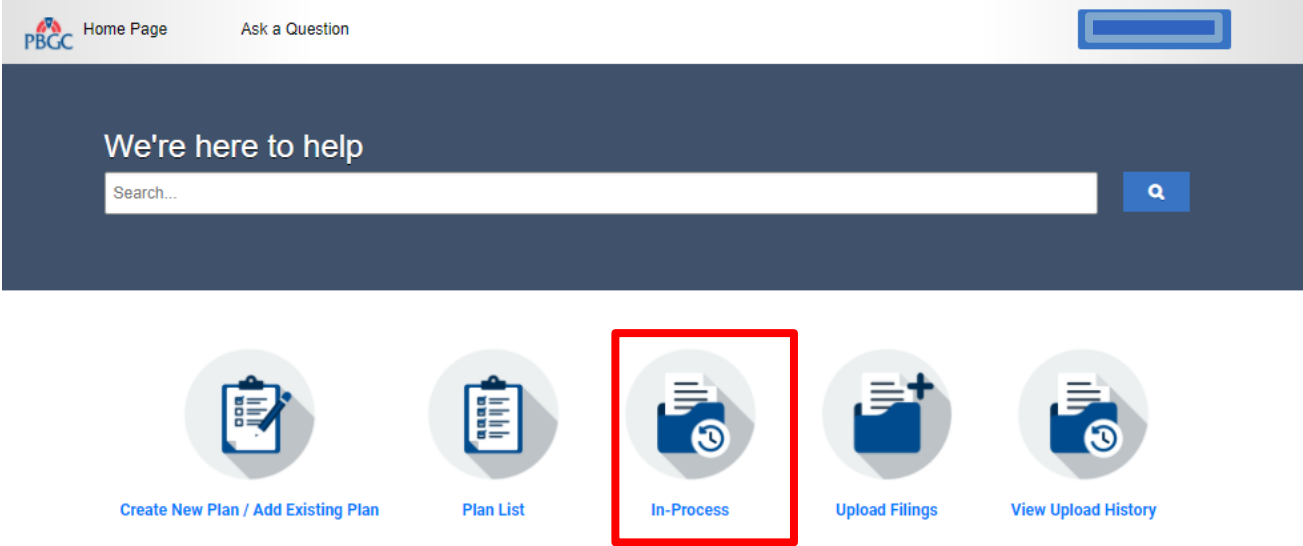 PBGC Home Page Ask a Question
We're here to help
Search...
Create New Plan / Add Existing Plan Plan List In-Process Upload Filings View Upload History